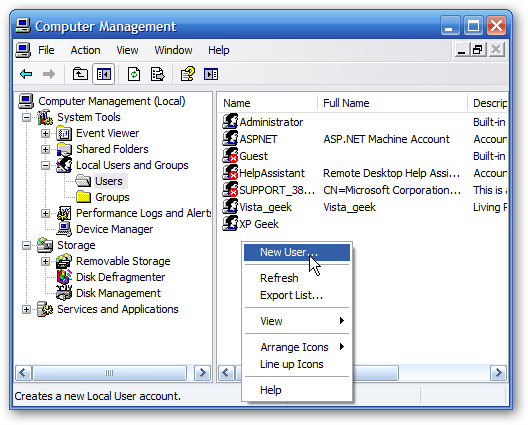 Computer Management
File Action View Window Help
Computer Management (Local)
System Tools
Event Viewer
Shared Folders
Local Users and Groups
Users
Groups
Performance Logs and Alerts
Device Manager
Storage
Removable Storage
Disk Defragmenter
Disk Management
Services and Applications
Name Full Name Descrip
Administrator Built-in
ASPNET ASP.NET Machine Account Accoun
Guest Built-in
HelpAssistant Remote Desktop Help Assi... Accoun
SUPPORT_38... CN=Microsoft Corporation... This is a
Vista_geek Vista_geek Living P
XP Geek
New User...
Refresh
Export List...
View
Arrange Icons
Line up Icons
Help
Creates a new Local User account.